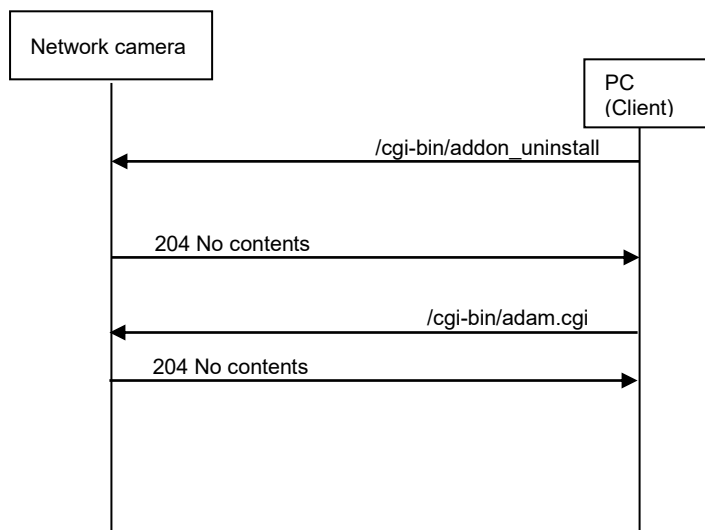 Network camera
PC
(Client)
/cgi-bin/addon_uninstall
204 No contents
/cgi-bin/adam.cgi
204 No contents